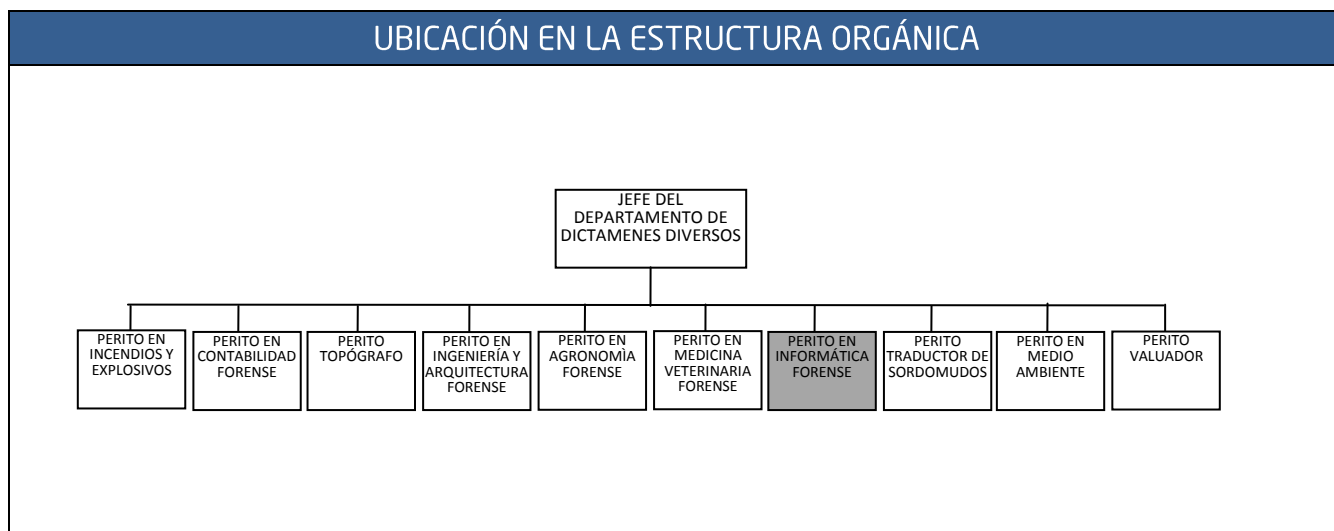 UBICACIÓN EN LA ESTRUCTURA ORGÁNICA
JEFE DEL
DEPARTAMENTO DE
DICTAMENES DIVERSOS
PERITO EN
INCENDIOS Y
EXPLOSIVOS
PERITO EN
CONTABILIDAD
FORENSE
PERITO
TOPÓGRAFO
PERITO EN
INGENIERÍA Y
ARQUITECTURA
FORENSE
PERITO EN
AGRONOMÌA
FORENSE
PERITO EN
MEDICINA
VETERINARIA
FORENSE
PERITO EN
INFORMÁTICA
FORENSE
PERITO
TRADUCTOR DE
SORDOMUDOS
PERITO EN
MEDIO
AMBIENTE
PERITO
VALUADOR